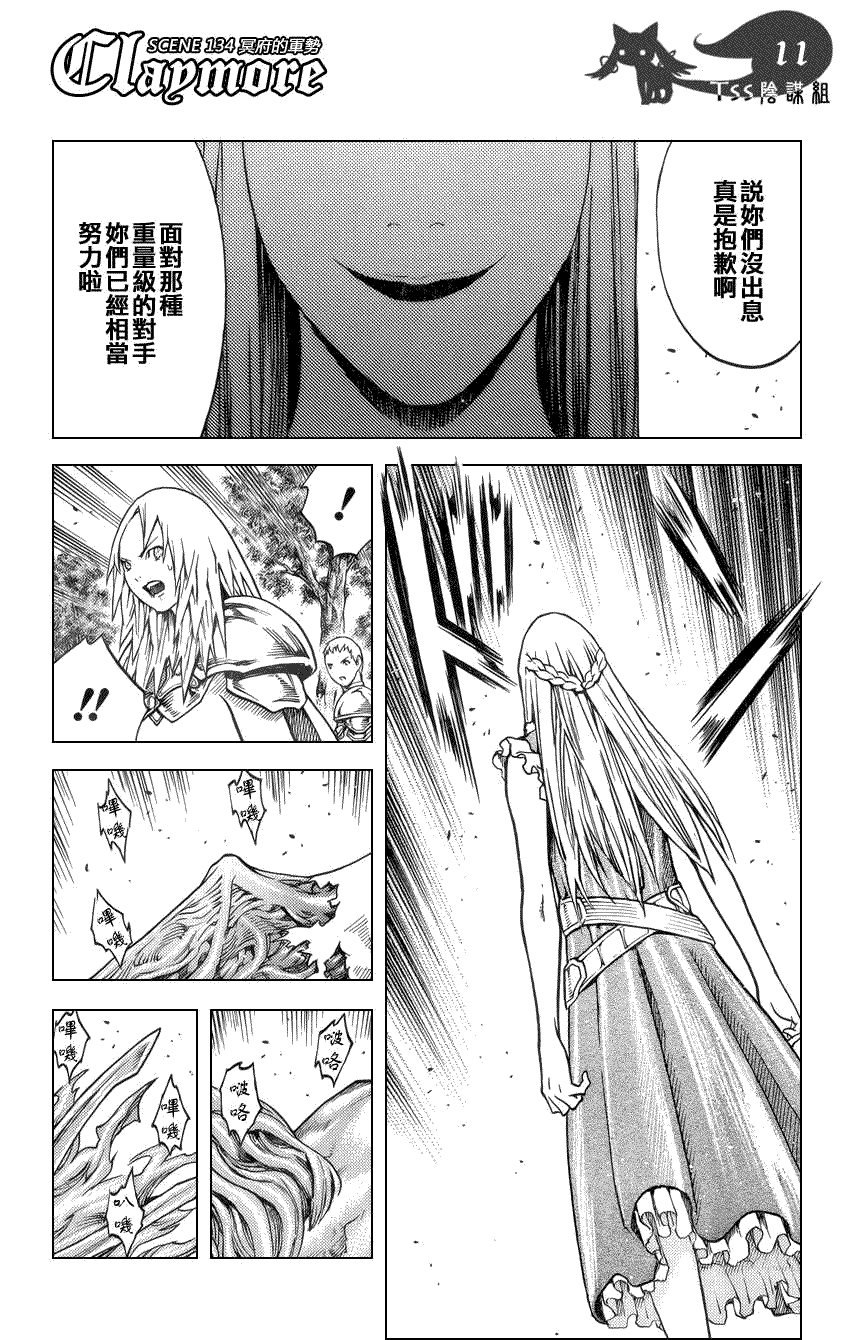 SCENE 134 冥府的軍勢
Claymore
11
Tss陰謀組
説妳們沒出息
真是抱歉啊
面對那種
重量級的對手
妳們已經相當
努力啦
!
!!
嗶嘰
嗶嘰
嗶嘰
啵咯
啵咯
嗶嘰
嗶嘰
叭嘰